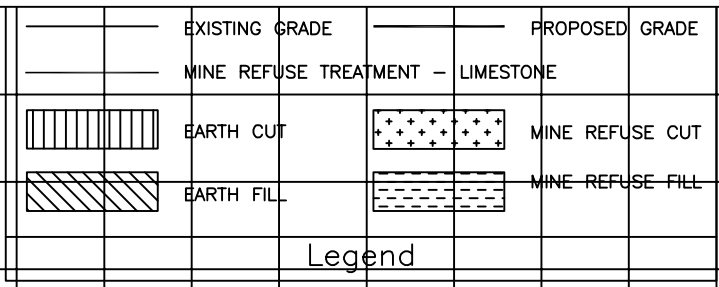 EXISTING GRADE
PROPOSED GRADE
MINE REFUSE TREATMENT – LIMESTONE
EARTH CUT
MINE REFUSE CUT
EARTH FILL
MINE REFUSE FILL
Legend